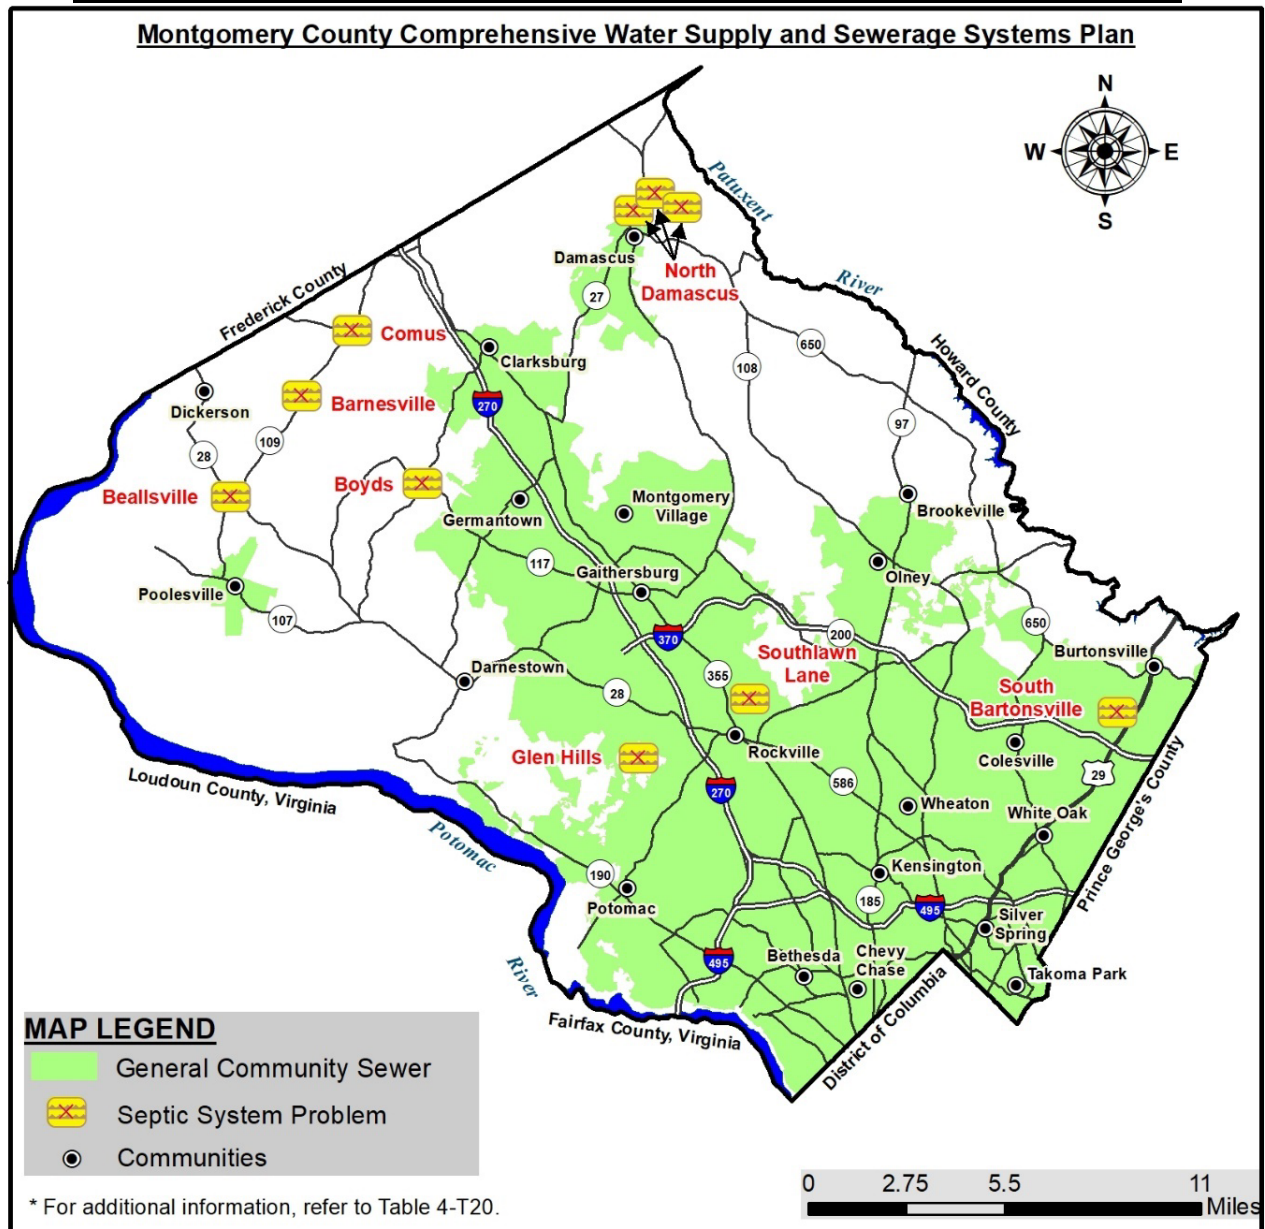 Montgomery County Comprehensive Water Supply and Sewerage Systems Plan
N
W
E
S
Patuxent
River
Damascus
North
Damascus
27
Frederick County
Comus
Clarksburg
650
Howard County
108
Dickerson
Barnesville
270
97
28
109
Beallsville
Boyds
Germantown
Montgomery
Village
Brookeville
117
Gaithersburg
Olney
Poolesville
107
370
200
650
Southlawn
Lane
Burtonsville
Darnestown
28
355
South
Bartonsville
Glen Hills
Rockville
Colesville
29
Loudoun County, Virginia
270
586
Wheaton
White Oak
Prince George's County
Potomac
190
Kensington
Potomac
185
495
Silver
Spring
River
495
Bethesda
Chevy
Chase
Takoma Park
Fairfax County, Virginia
District of Columbia
MAP LEGEND
General Community Sewer
Septic System Problem
Communities
* For additional information, refer to Table 4-T20.
0 2.75 5.5 11
Miles